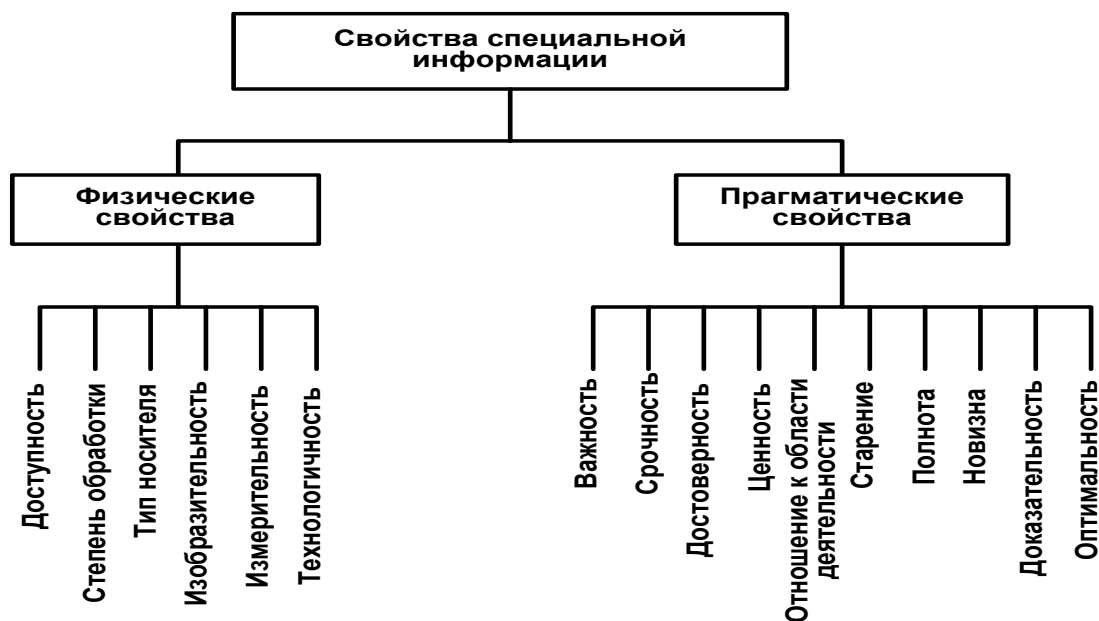 Свойства специальной
информации
Физические
свойства
Прагматические
свойства
Доступность
Степень обработки
Тип носителя
Изобразительность
Измерительность
Технологичность
Важность
Срочность
Достоверность
Ценность
Отношение к области
деятельности
Старение
Полнота
Новизна
Доказательность
Оптимальность